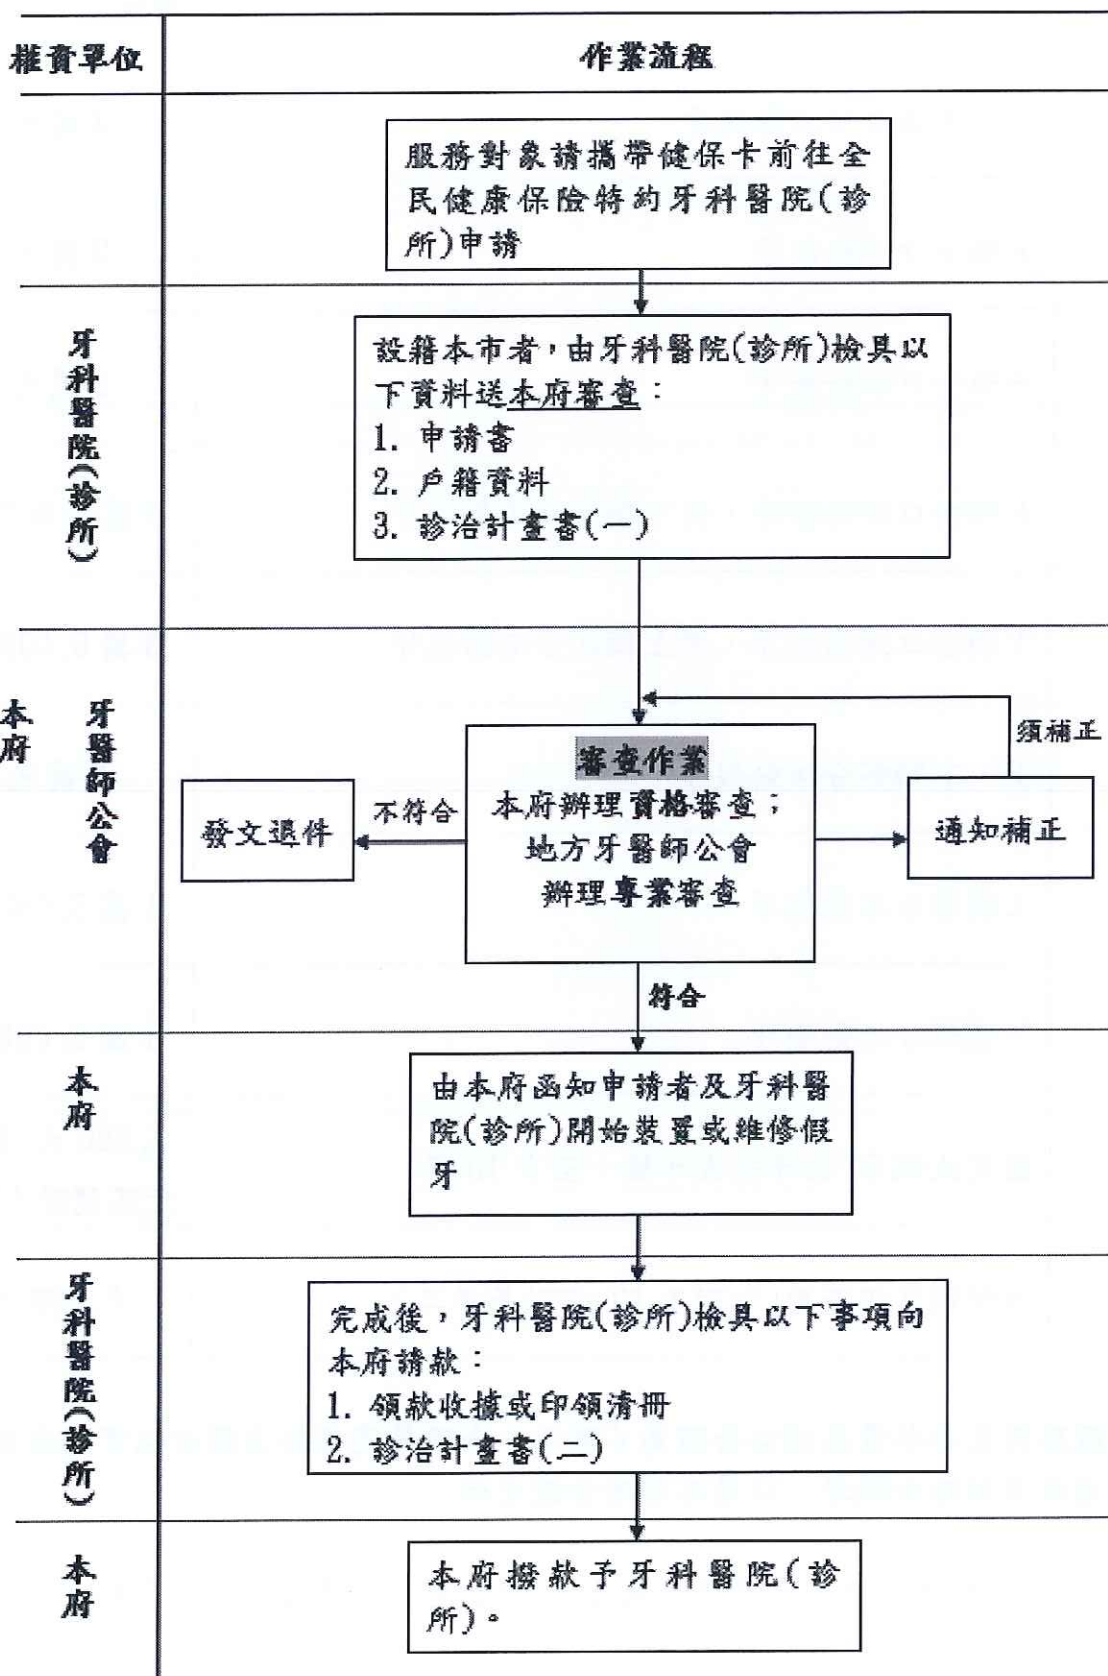 權責單位
作業流程
服務對象請攜帶健保卡前往全
民健康保險特約牙科醫院(診
所)申請
牙科醫院(診所)
設籍本市者,由牙科醫院(診所)檢具以
下資料送本府審查:
1. 申請書
2. 戶籍資料
3. 診治計畫書(一)
本府
牙醫師公會
審查作業
本府辦理資格審查;
地方牙醫師公會
辦理專業審查
不符合
發文退件
通知補正
須補正
符合
本府
由本府函知申請者及牙科醫
院(診所)開始裝置或維修假
牙
牙科醫院(診所)
完成後,牙科醫院(診所)檢具以下事項向
本府請款:
1. 領款收據或印領清冊
2. 診治計畫書(二)
本府
本府撥款予牙科醫院(診
所)。